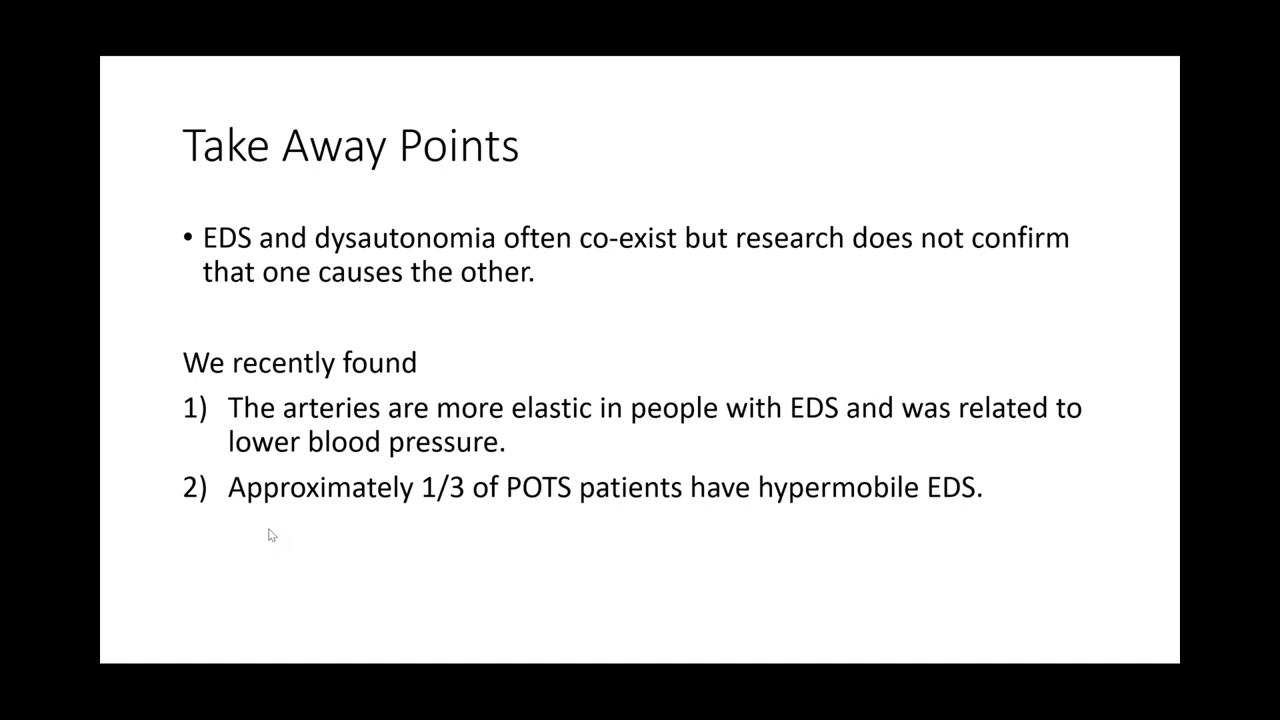 Take Away Points
• EDS and dysautonomia often co-exist but research does not confirm
that one causes the other.
We recently found
1) The arteries are more elastic in people with EDS and was related to
lower blood pressure.
2) Approximately 1/3 of POTS patients have hypermobile EDS.